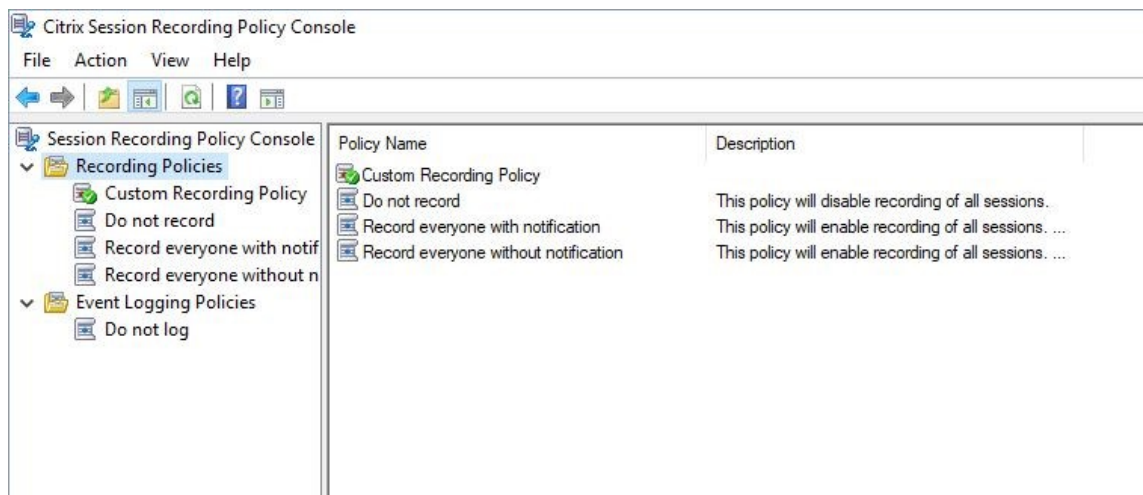 Citrix Session Recording Policy Console
File Action View Help
Session Recording Policy Console
Recording Policies
Custom Recording Policy
Do not record
Record everyone with notif
Record everyone without n
Event Logging Policies
Do not log
Policy Name Description
Custom Recording Policy
Do not record This policy will disable recording of all sessions.
Record everyone with notification This policy will enable recording of all sessions. ...
Record everyone without notification This policy will enable recording of all sessions. ...